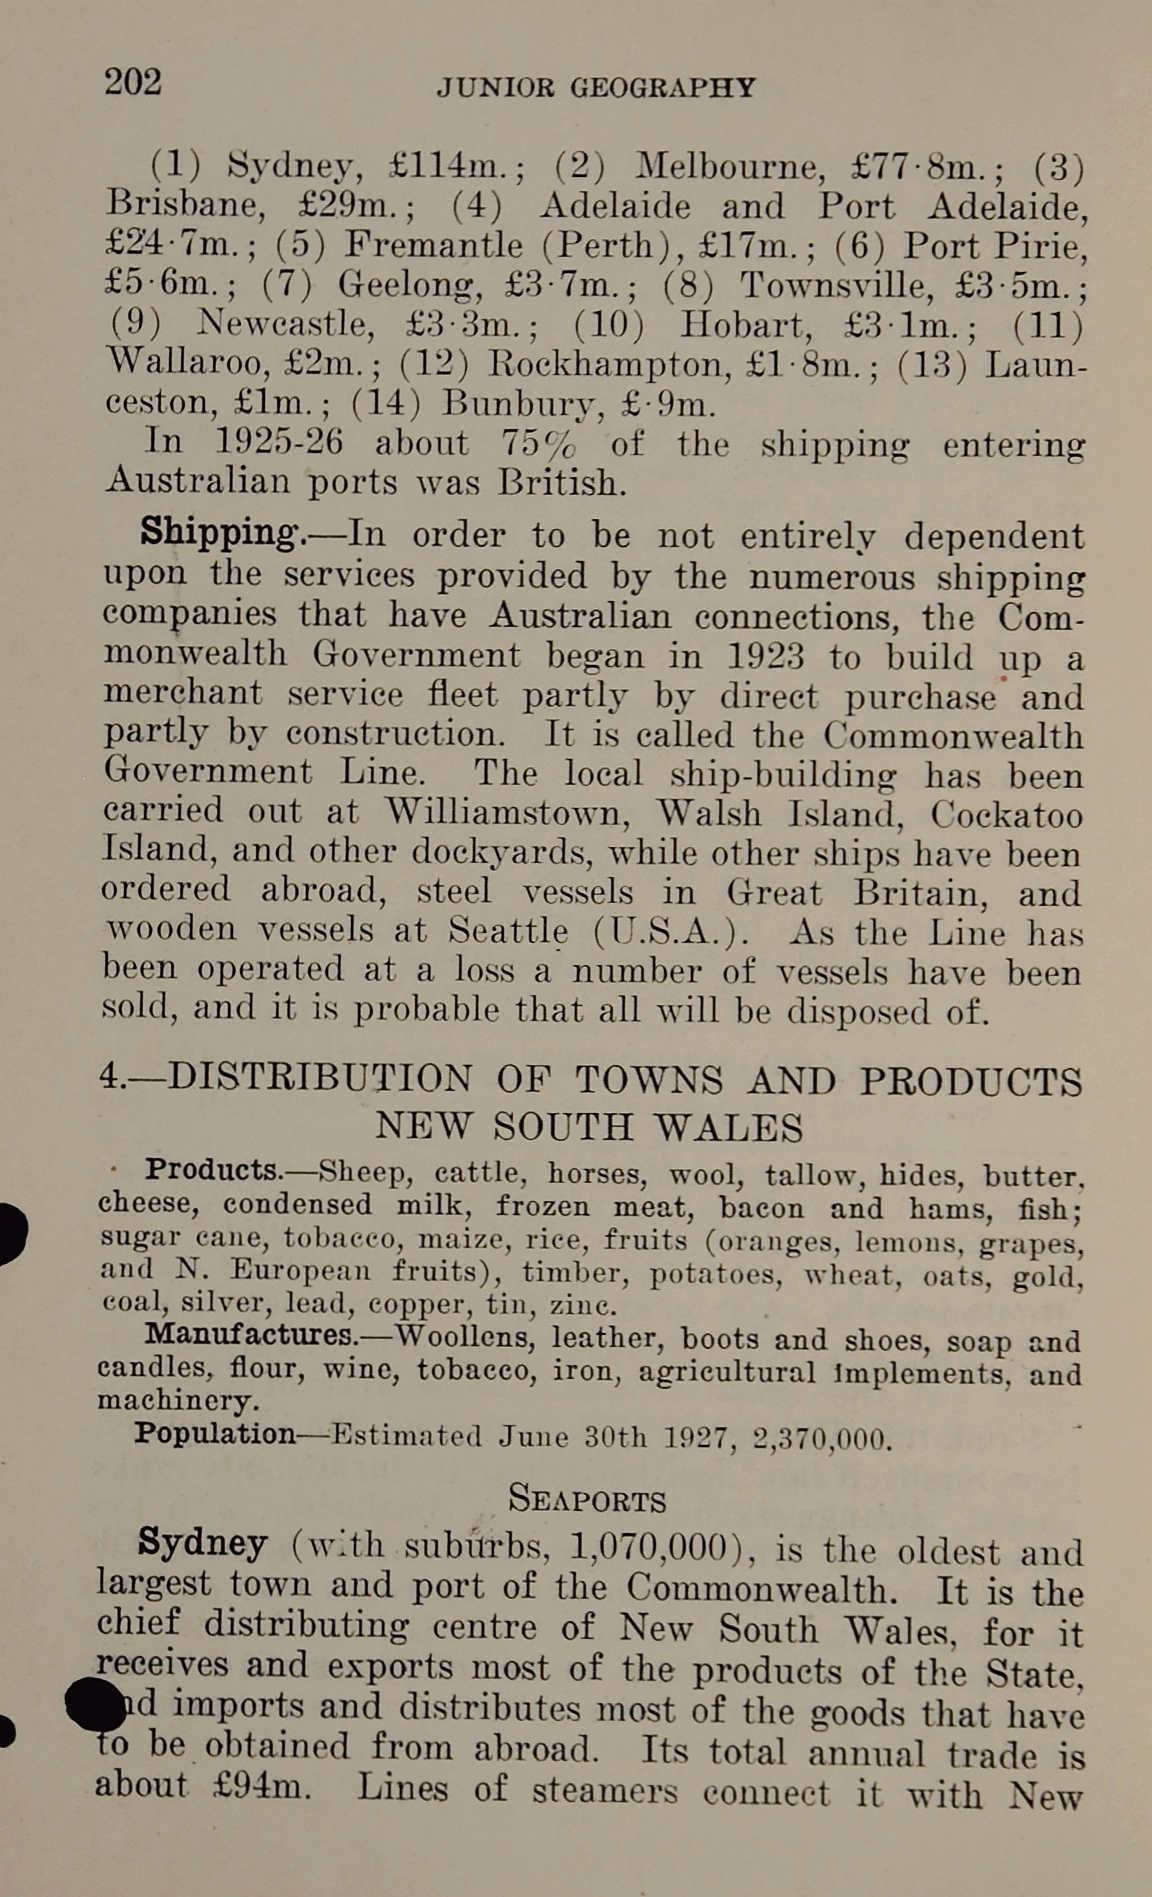 202 JUNIOR GEOGRAPHY
(1) Sydney, £114m.; (2) Melbourne, £77·8m.; (3)
Brisbane, £29m.; (4) Adelaide and Port Adelaide,
£24·7m.; (5) Fremantle (Perth), £17m.; (6) Port Pirie,
£5·6m.; (7) Geelong, £3·7m.; (8) Townsville, £3·5m.;
(9) Newcastle, £3·3m.; (10) Hobart, £3·1m.; (11)
Wallaroo, £2m.; (12) Rockhampton, £1·8m.; (13) Laun-
ceston, £1m.; (14) Bunbury, £·9m.
In 1925-26 about 75% of the shipping entering
Australian ports was British.
Shipping.—In order to be not entirely dependent
upon the services provided by the numerous shipping
companies that have Australian connections, the Com-
monwealth Government began in 1923 to build up a
merchant service fleet partly by direct purchase and
partly by construction. It is called the Commonwealth
Government Line. The local ship-building has been
carried out at Williamstown, Walsh Island, Cockatoo
Island, and other dockyards, while other ships have been
ordered abroad, steel vessels in Great Britain, and
wooden vessels at Seattle (U.S.A.). As the Line has
been operated at a loss a number of vessels have been
sold, and it is probable that all will be disposed of.
4.—DISTRIBUTION OF TOWNS AND PRODUCTS
NEW SOUTH WALES
Products.—Sheep, cattle, horses, wool, tallow, hides, butter,
cheese, condensed milk, frozen meat, bacon and hams, fish;
sugar cane, tobacco, maize, rice, fruits (oranges, lemons, grapes,
and N. European fruits), timber, potatoes, wheat, oats, gold,
coal, silver, lead, copper, tin, zinc.
Manufactures.—Woollens, leather, boots and shoes, soap and
candles, flour, wine, tobacco, iron, agricultural implements, and
machinery.
Population—Estimated June 30th 1927, 2,370,000.
SEAPORTS
Sydney (with suburbs, 1,070,000), is the oldest and
largest town and port of the Commonwealth. It is the
chief distributing centre of New South Wales, for it
receives and exports most of the products of the State,
and imports and distributes most of the goods that have
to be obtained from abroad. Its total annual trade is
about £94m. Lines of steamers connect it with New